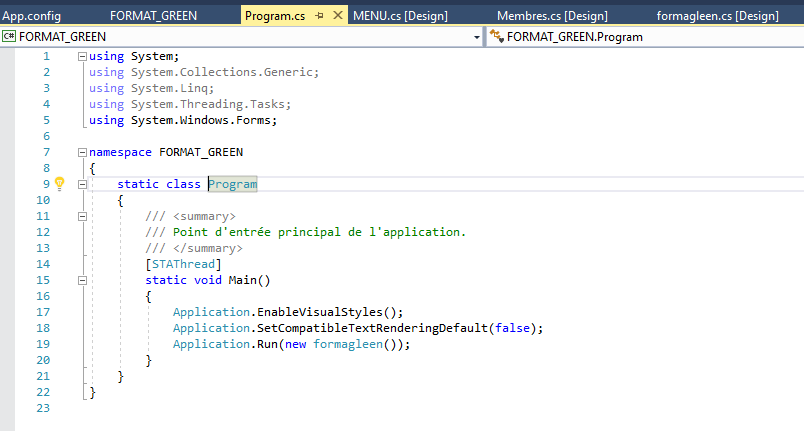 App.config FORMAT_GREEN Program.cs MENU.cs [Design] Membres.cs [Design] formagleen.cs [Design]
C# FORMAT_GREEN FORMAT_GREEN.Program
1 using System;
2 using System.Collections.Generic;
3 using System.Linq;
4 using System.Threading.Tasks;
5 using System.Windows.Forms;
6
7 namespace FORMAT_GREEN
8 {
9 static class Program
10 {
11 /// <summary>
12 /// Point d'entrée principal de l'application.
13 /// </summary>
14 [STAThread]
15 static void Main()
16 {
17 Application.EnableVisualStyles();
18 Application.SetCompatibleTextRenderingDefault(false);
19 Application.Run(new formagleen());
20 }
21 }
22 }
23